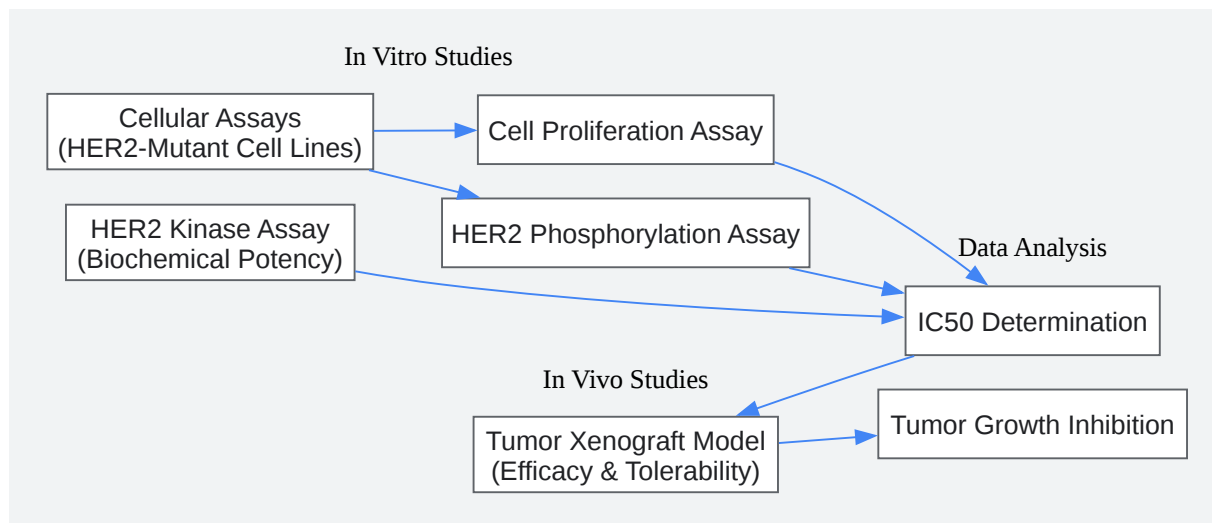 In Vitro Studies
Cellular Assays
(HER2-Mutant Cell Lines)
Cell Proliferation Assay
HER2 Kinase Assay
(Biochemical Potency)
HER2 Phosphorylation Assay
Data Analysis
IC50 Determination
In Vivo Studies
Tumor Xenograft Model
(Efficacy & Tolerability)
Tumor Growth Inhibition